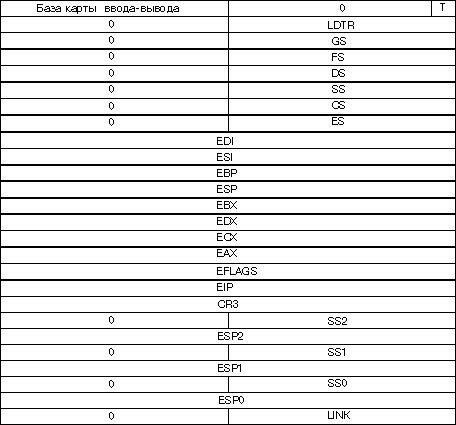 База карты ввода-вывода 0 T
0 LDTR
0 GS
0 FS
0 DS
0 SS
0 CS
0 ES
EDI
ESI
EBP
ESP
EBX
EDX
ECX
EAX
EFLAGS
EIP
CR3
0 SS2
ESP2
0 SS1
ESP1
0 SS0
ESP0
0 LINK